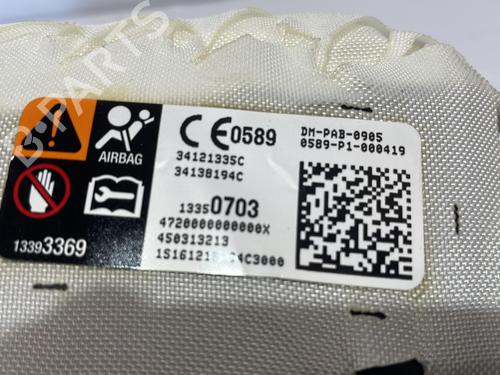 B-PARTS
AIRBAG
13393369
CE0589
34121335C
34138194C
13350703
4720000000000X
450313213
DM-PAB-0905
0589-P1-000419